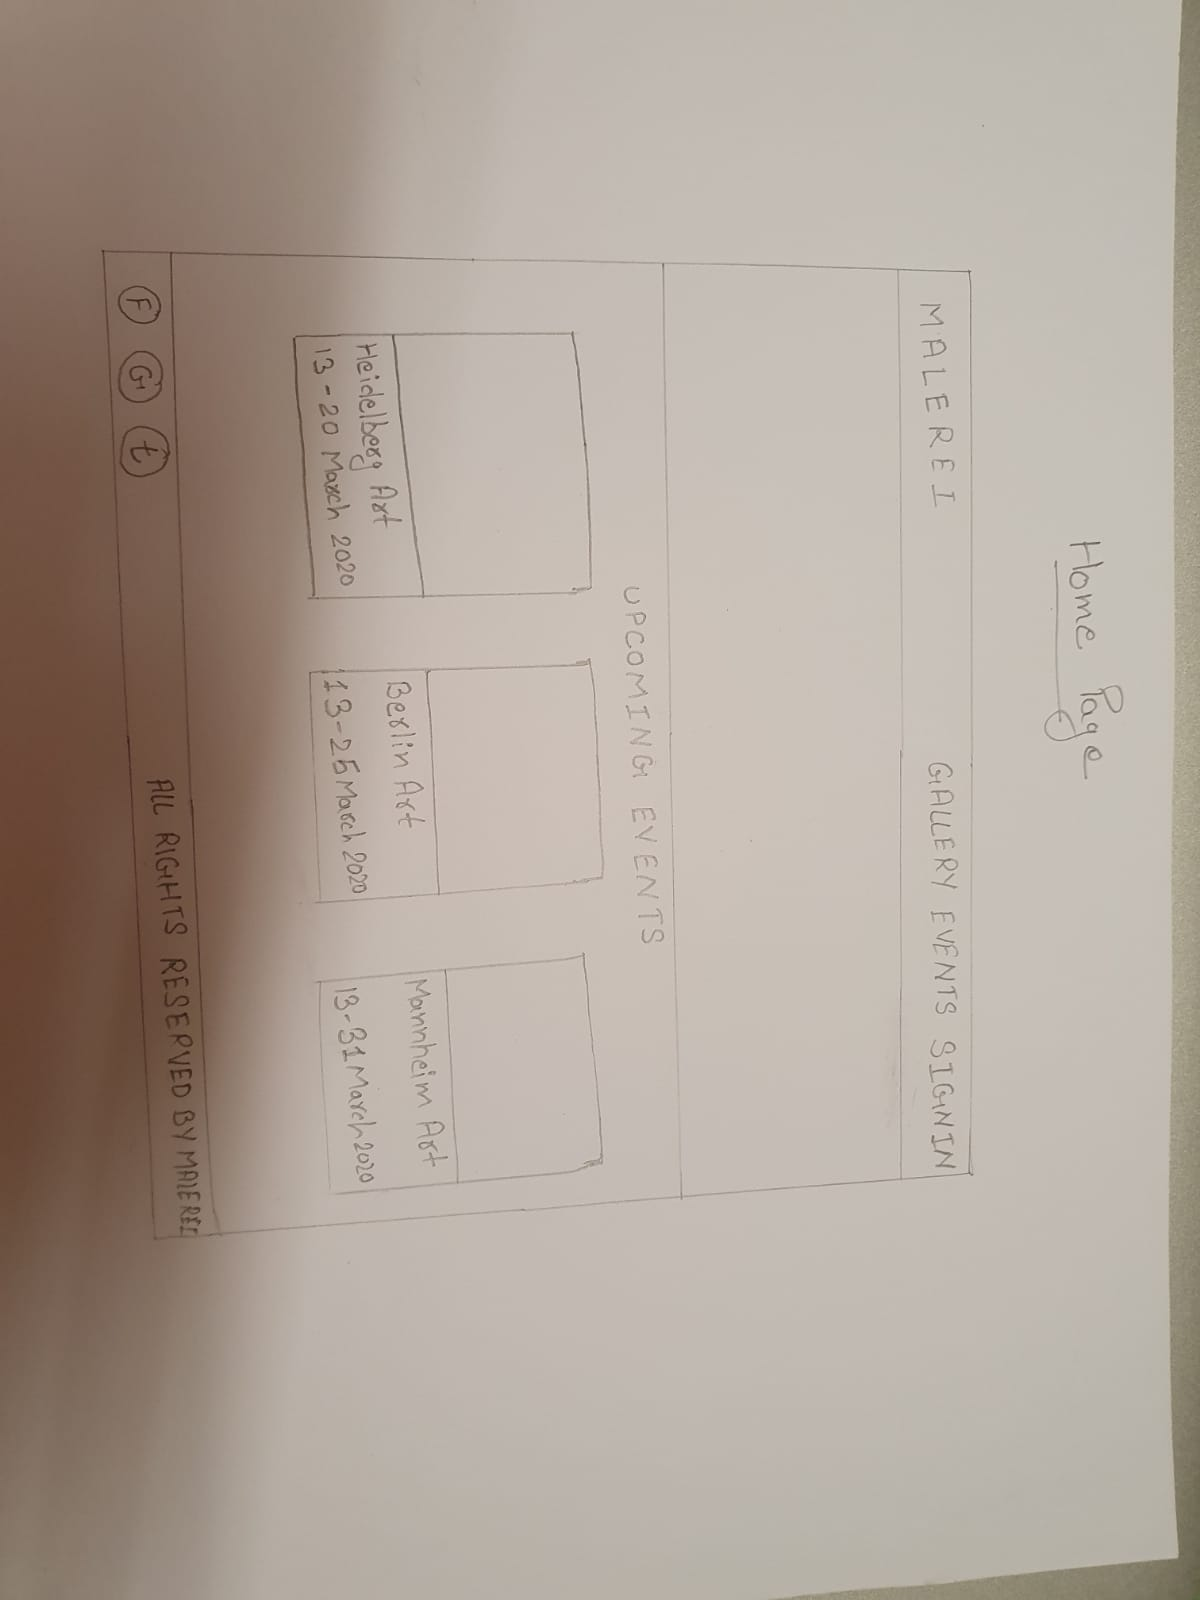 Home Page
MALEREI GALLERY EVENTS SIGNIN
UPCOMING EVENTS
Heidelberg Art
13-20 March 2020
Berlin Art
13-25 March 2020
Mannheim Art
13-31 March 2020
F G t ALL RIGHTS RESERVED BY MALEREI